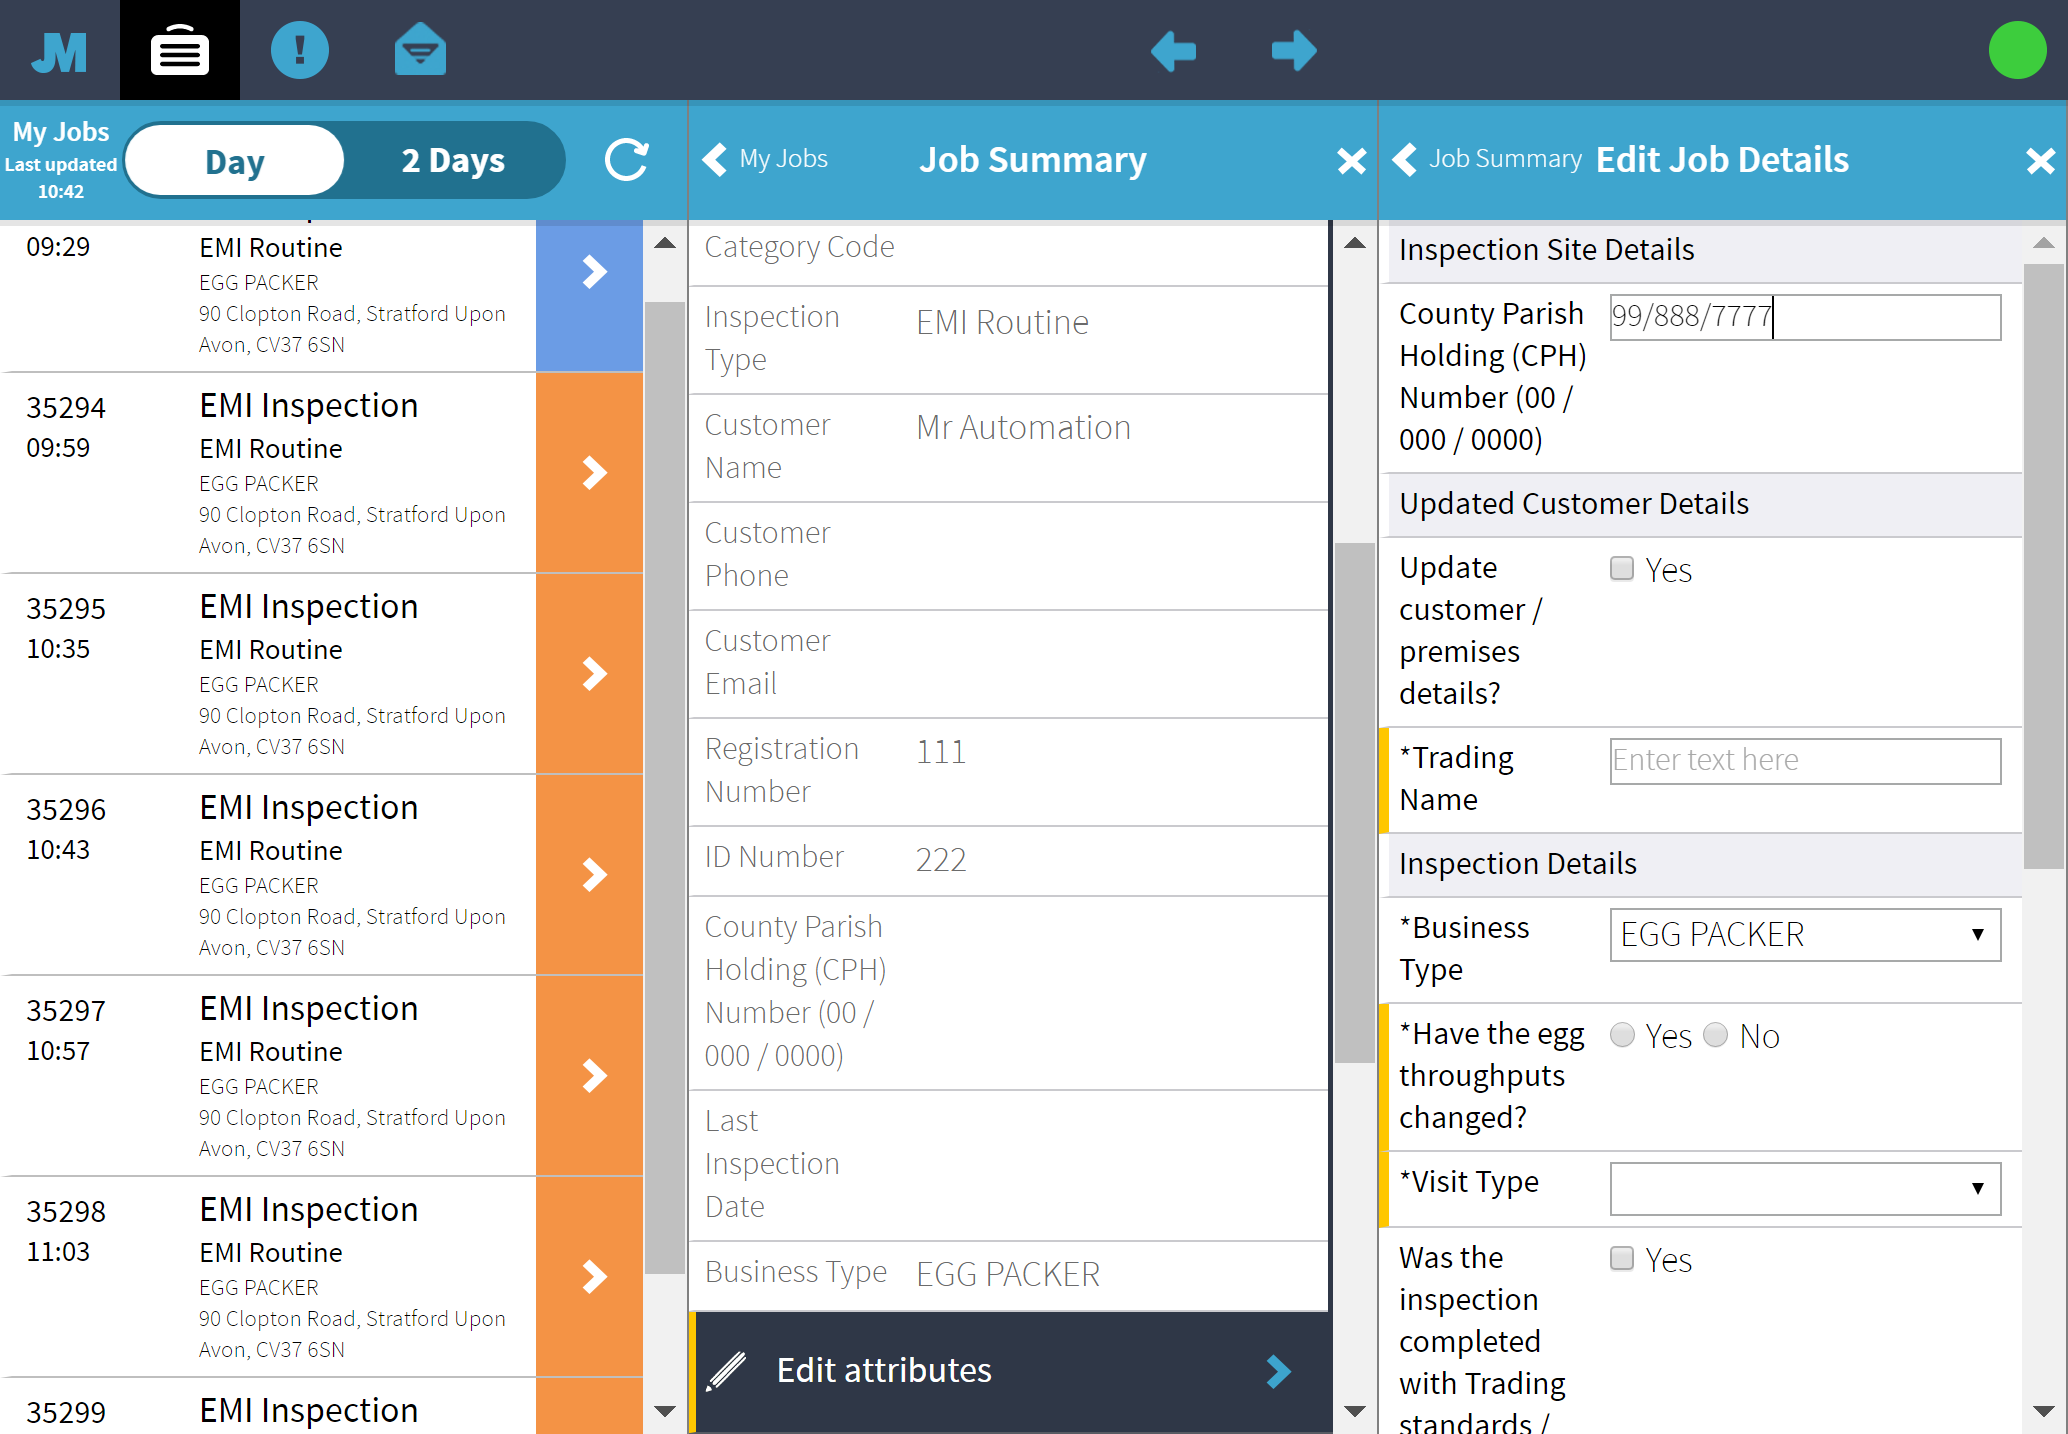 JM
My Jobs
Last updated
10:42
Day
2 Days
My Jobs
Job Summary
Job Summary
Edit Job Details
09:29
EMI Routine
EGG PACKER
90 Clopton Road, Stratford Upon
Avon, CV37 6SN
35294
EMI Inspection
09:59
EMI Routine
EGG PACKER
90 Clopton Road, Stratford Upon
Avon, CV37 6SN
35295
EMI Inspection
10:35
EMI Routine
EGG PACKER
90 Clopton Road, Stratford Upon
Avon, CV37 6SN
35296
EMI Inspection
10:43
EMI Routine
EGG PACKER
90 Clopton Road, Stratford Upon
Avon, CV37 6SN
35297
EMI Inspection
10:57
EMI Routine
EGG PACKER
90 Clopton Road, Stratford Upon
Avon, CV37 6SN
35298
EMI Inspection
11:03
EMI Routine
EGG PACKER
90 Clopton Road, Stratford Upon
Avon, CV37 6SN
35299
EMI Inspection
Category Code
Inspection
Type
EMI Routine
Customer
Name
Mr Automation
Customer
Phone
Customer
Email
Registration
Number
111
ID Number
222
County Parish
Holding (CPH)
Number (00 /
000 / 0000)
Last
Inspection
Date
Business Type
EGG PACKER
Edit attributes
Inspection Site Details
County Parish
Holding (CPH)
Number (00 /
000 / 0000)
99/888/7777
Updated Customer Details
Update
customer /
premises
details?
Yes
*Trading
Name
Enter text here
Inspection Details
*Business
Type
EGG PACKER
*Have the egg
throughputs
changed?
Yes
No
*Visit Type
Was the
inspection
completed
with Trading
standards /
Yes